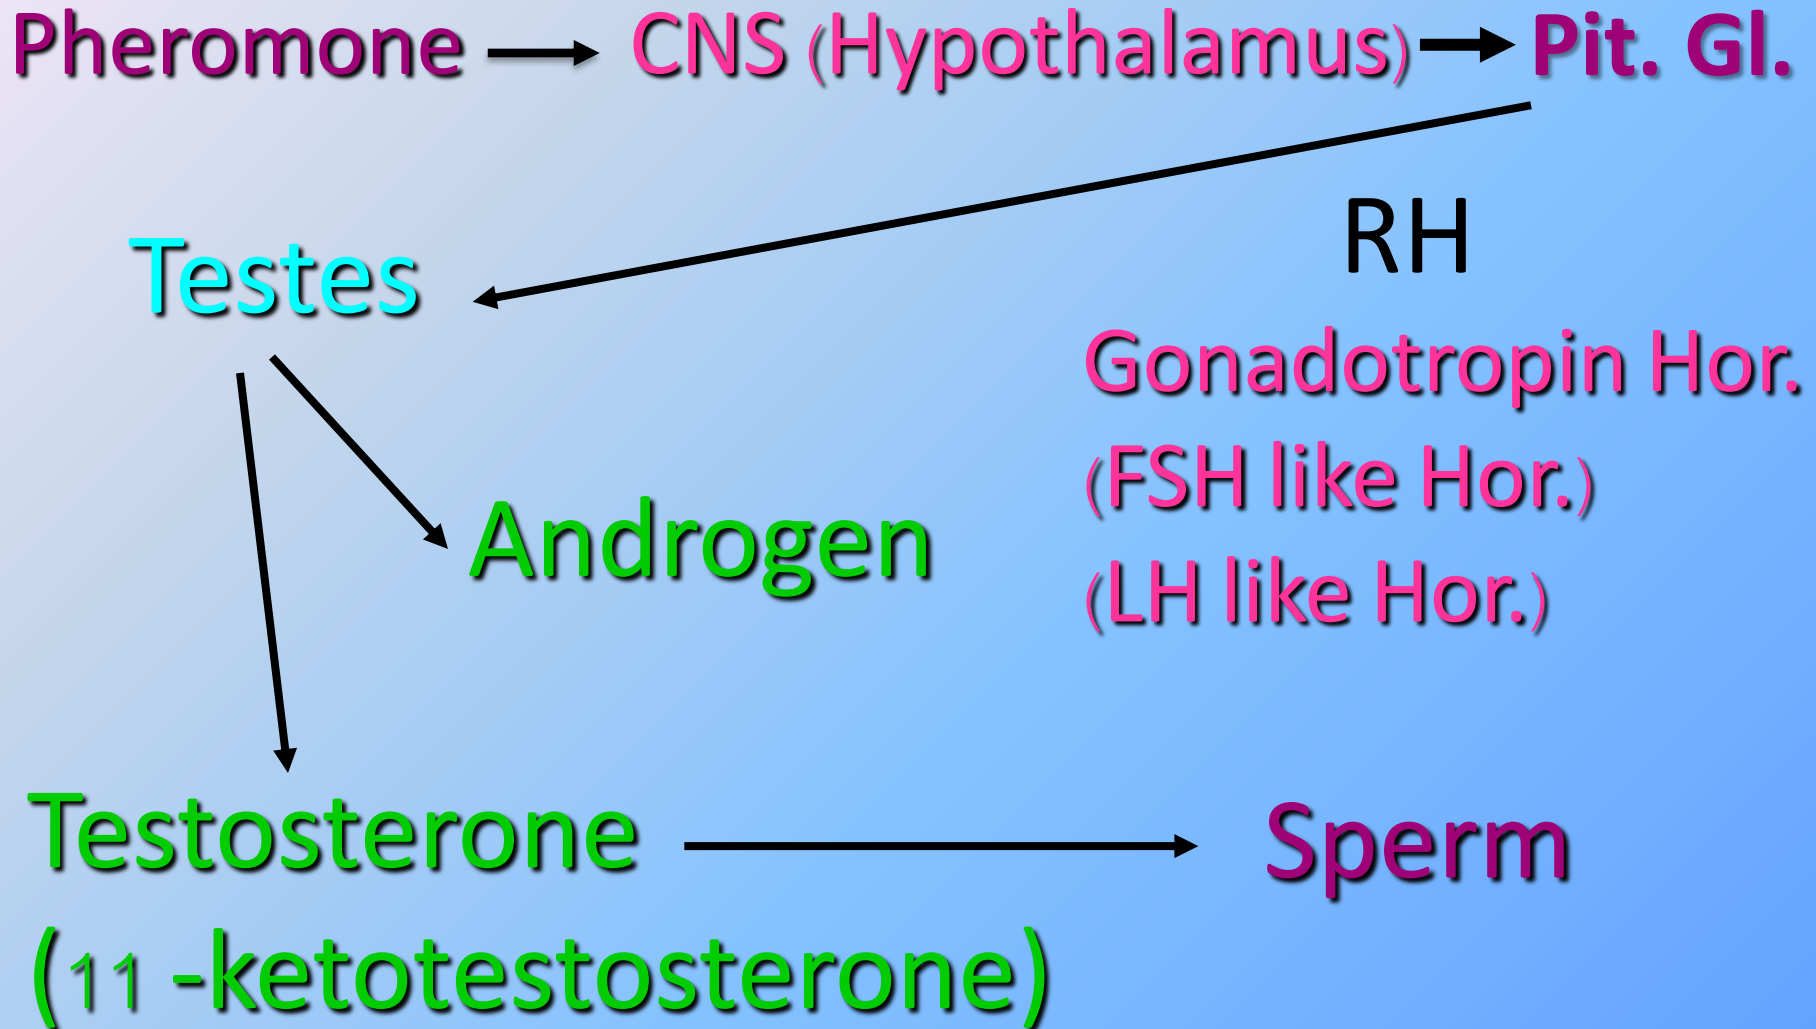 Pheromone CNS (Hypothalamus) Pit. Gl.
RH
Testes
Gonadotropin Hor.
(FSH like Hor.)
Androgen
(LH like Hor.)
Testosterone Sperm
(11 -ketotestosterone)